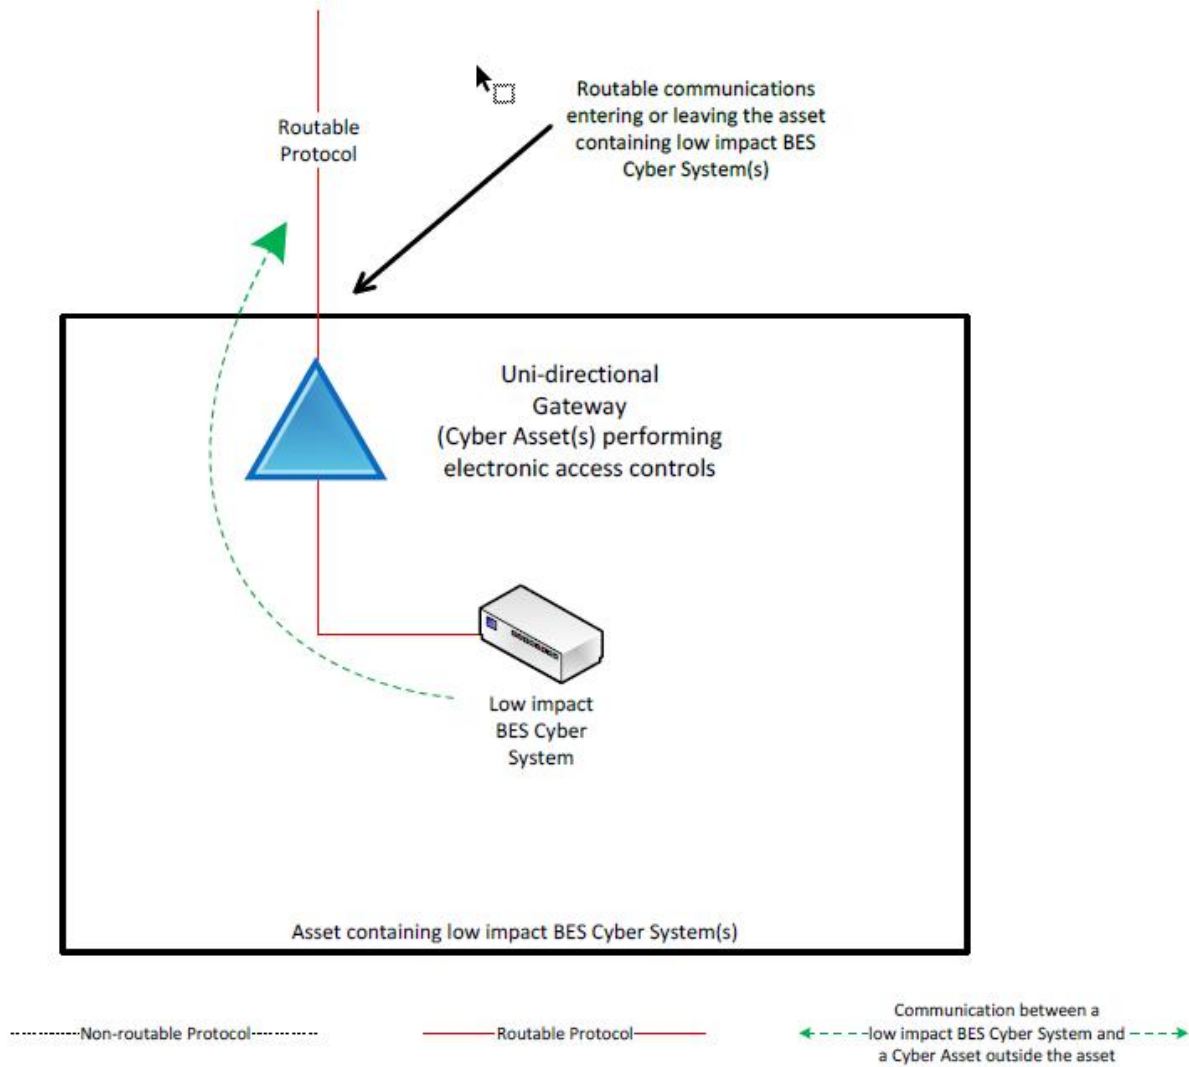 Routable communications
entering or leaving the asset
containing low impact BES
Cyber System(s)
Routable
Protocol
Uni-directional
Gateway
(Cyber Asset(s) performing
electronic access controls
Low impact
BES Cyber
System
Asset containing low impact BES Cyber System(s)
Non-routable Protocol
Routable Protocol
Communication between a
low impact BES Cyber System and
a Cyber Asset outside the asset